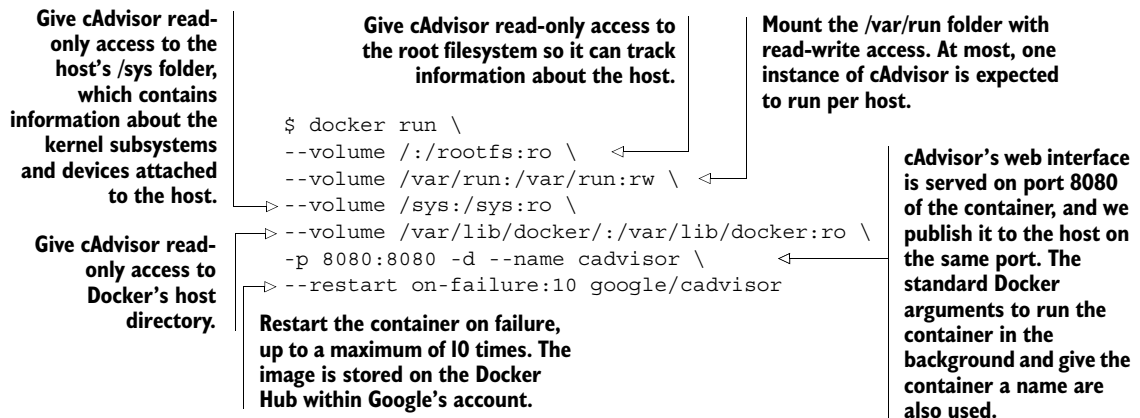 Give cAdvisor read-
only access to the
host's /sys folder,
which contains
information about the
kernel subsystems
and devices attached
to the host.
Give cAdvisor read-only access to
the root filesystem so it can track
information about the host.
Mount the /var/run folder with
read-write access. At most, one
instance of cAdvisor is expected
to run per host.
$ docker run \
--volume /:/rootfs:ro \
--volume /var/run:/var/run:rw \
--volume /sys:/sys:ro \
--volume /var/lib/docker/:/var/lib/docker:ro \
-p 8080:8080 -d --name cadvisor \
--restart on-failure:10 google/cadvisor
Give cAdvisor read-
only access to
Docker's host
directory.
Restart the container on failure,
up to a maximum of 10 times. The
image is stored on the Docker
Hub within Google's account.
cAdvisor's web interface
is served on port 8080
of the container, and we
publish it to the host on
the same port. The
standard Docker
arguments to run the
container in the
background and give the
container a name are
also used.